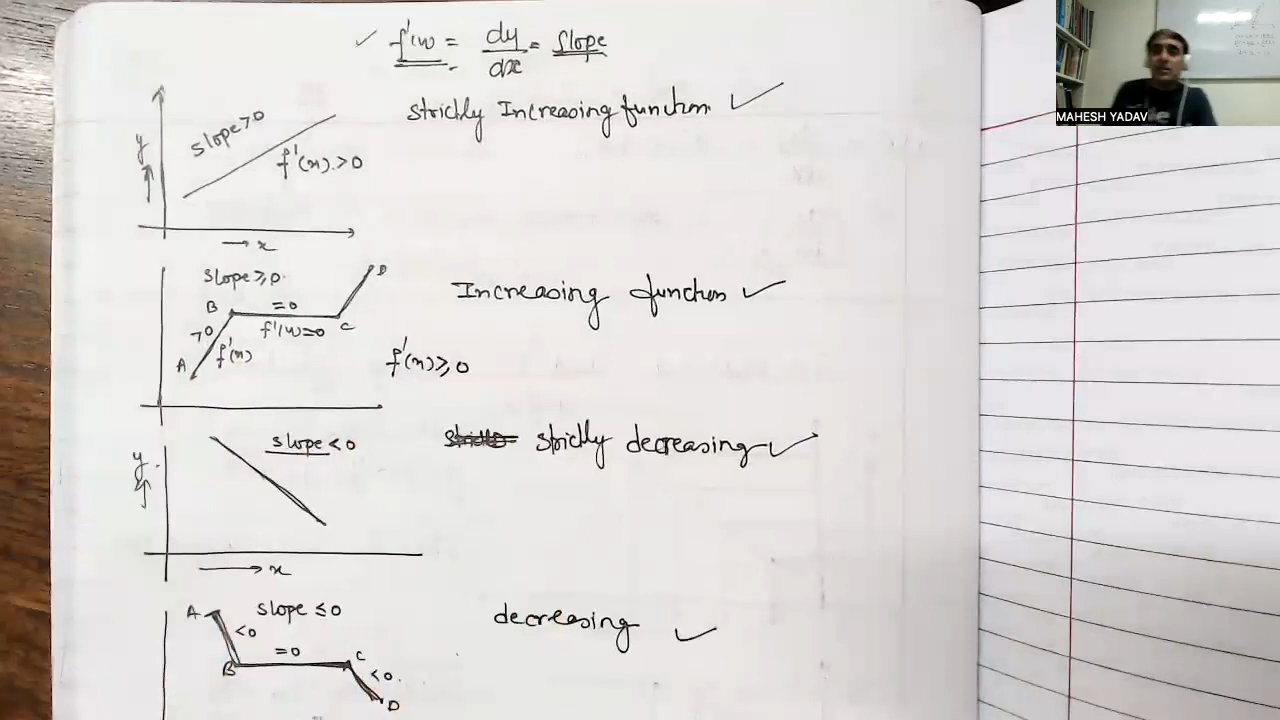 ✓ f'(x) = dy/dx = slope
MAHESH YADAV
slope>0
strictly Increasing function ✓
y
f'(x) >0
→ x
slope ≥ 0
D
B
=0
Increasing function ✓
>0
f'(x)=0
C
A
f'(x)
f'(x) ≥ 0
slope <0
strictly decreasing ✓
y
→ x
A
slope ≤ 0
<0
decreasing ✓
=0
B
C
<0
D